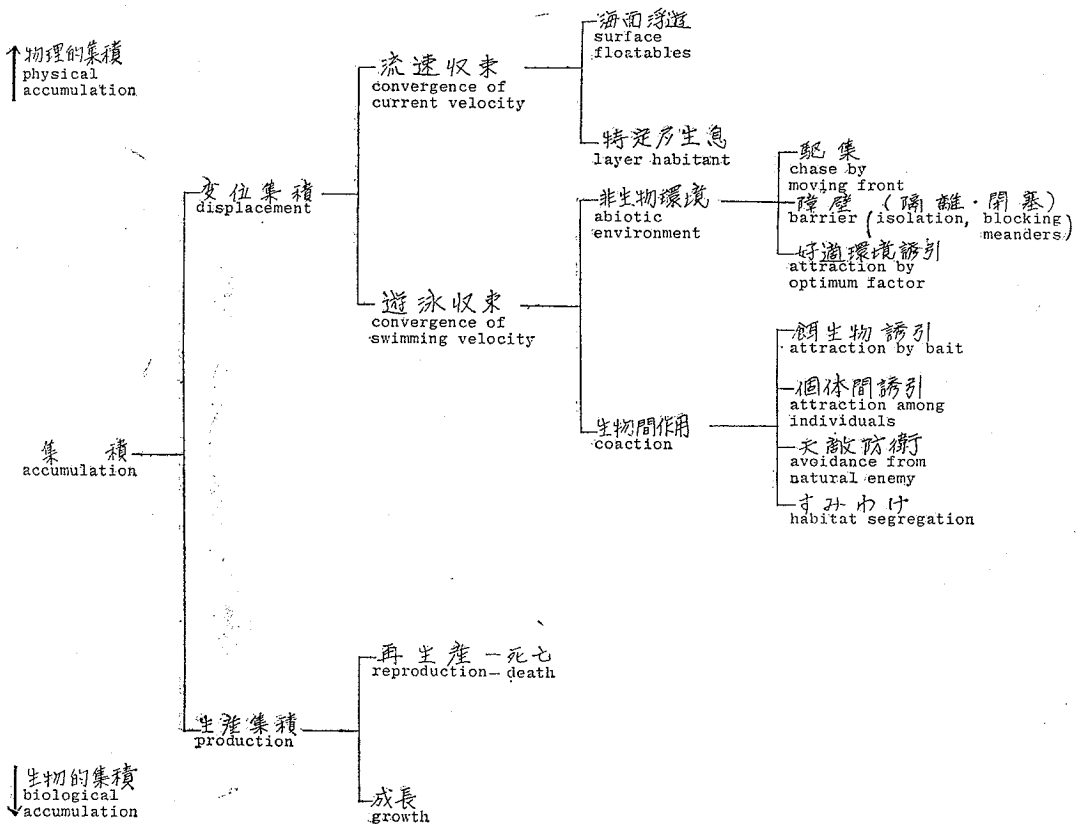 物理的集積
physical
accumulation
海面浮遊
surface
floatables
流速収束
convergence of
current velocity
特定層生息
layer habitant
変位集積
displacement
非生物環境
abiotic
environment
駆集
chase by
moving front
障壁(隔離・閉塞)
barrier (isolation, blocking
meanders)
好適環境誘引
attraction by
optimum factor
遊泳収束
convergence of
swimming velocity
餌生物誘引
attraction by bait
個体間誘引
attraction among
individuals
生物間作用
coaction
天敵防衛
avoidance from
natural enemy
すみわけ
habitat segregation
集積
accumulation
再生産—死亡
reproduction—death
生産集積
production
成長
growth
生物的集積
biological
accumulation